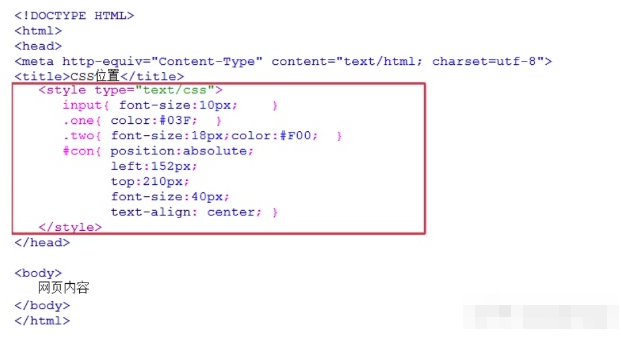 <!DOCTYPE HTML>
<html>
<head>
<meta http-equiv="Content-Type" content="text/html; charset=utf-8">
<title>CSS位置</title>
<style type="text/css">
input{ font-size:10px; }
.one{ color:#03F; }
.two{ font-size:18px;color:#F00; }
#con{ position:absolute;
left:152px;
top:210px;
font-size:40px;
text-align: center; }
</style>
</head>
<body>
网页内容
</body>
</html>